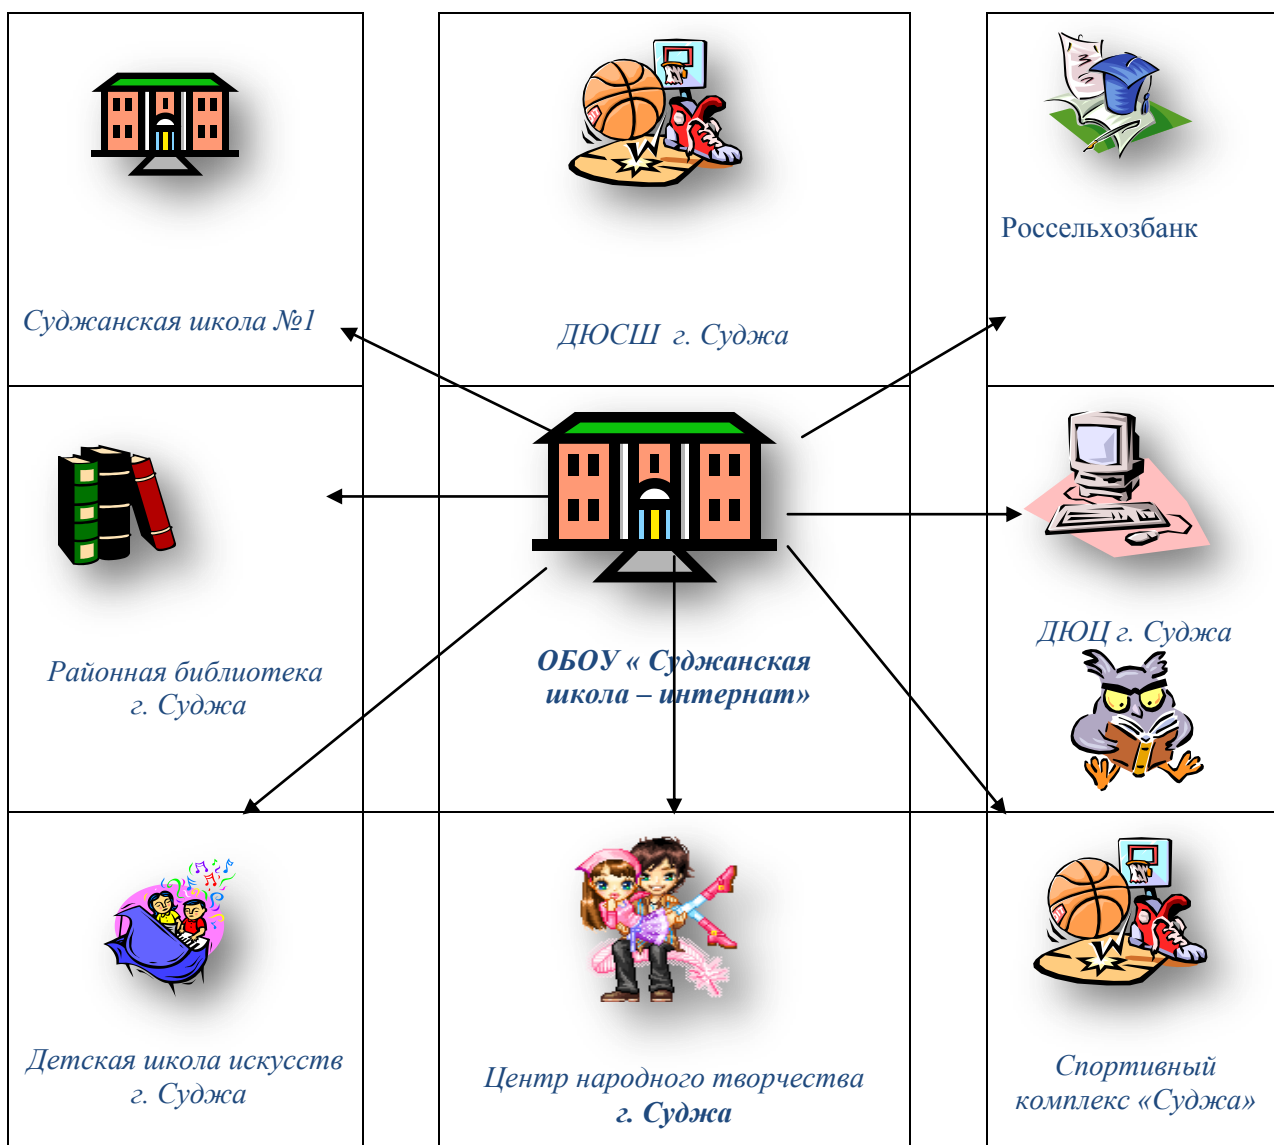 Суджанская школа №1
ДЮСШ г. Суджа
Россельхозбанк
Районная библиотека
г. Суджа
ОБОУ « Суджанская
школа – интернат»
ДЮЦ г. Суджа
Детская школа искусств
г. Суджа
Центр народного творчества
г. Суджа
Спортивный
комплекс «Суджа»